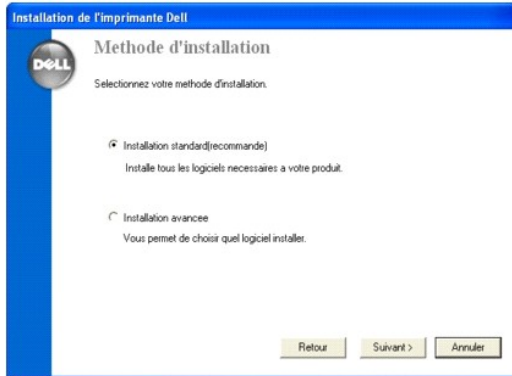 Installation de l'imprimante Dell
DELL
Methode d'installation
Selectionnez votre methode d'installation.
Installation standard(recommande)
Installe tous les logiciels necessaires a votre produit.
Installation avancee
Vous permet de choisir quel logiciel installer.
Retour
Suivant >
Annuler